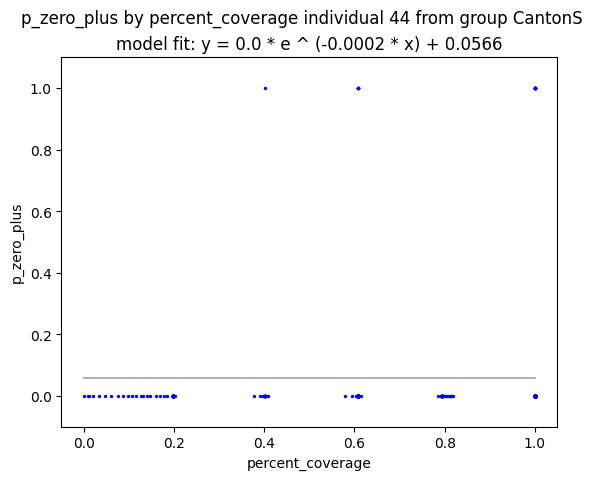 p_zero_plus by percent_coverage individual 44 from group CantonS
model fit: y = 0.0 * e ^ (-0.0002 * x) + 0.0566
p_zero_plus
1.0
0.8
0.6
0.4
0.2
0.0
0.0 0.2 0.4 0.6 0.8 1.0
percent_coverage